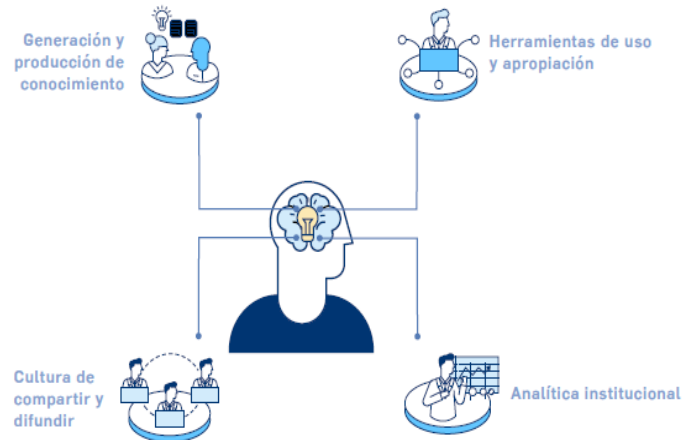 Generación y
producción de
conocimiento
Herramientas de uso
y apropiación
Cultura de
compartir y
difundir
Analítica institucional